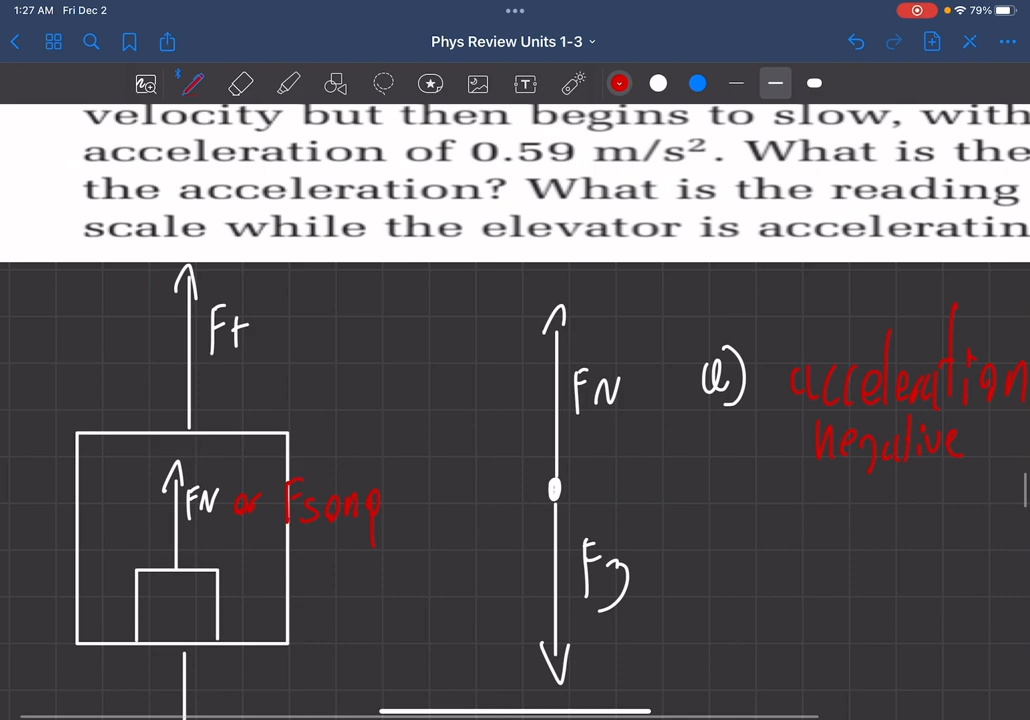 1:27 AM Fri Dec 2
79%
Phys Review Units 1-3
velocity but then begins to slow, with
acceleration of 0.59 m/s². What is the
the acceleration? What is the reading
scale while the elevator is acceleratin
Ft
FN
a) acceleration
negative
FN or Fsonp
Fg